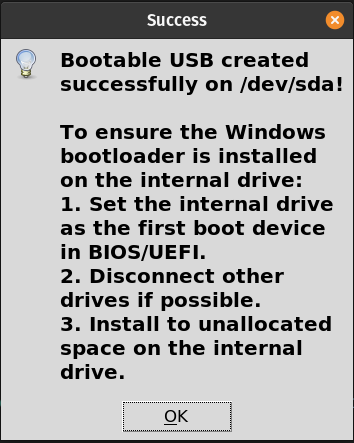 Success
Bootable USB created
successfully on /dev/sda!
To ensure the Windows
bootloader is installed
on the internal drive:
1. Set the internal drive
as the first boot device
in BIOS/UEFI.
2. Disconnect other
drives if possible.
3. Install to unallocated
space on the internal
drive.
OK